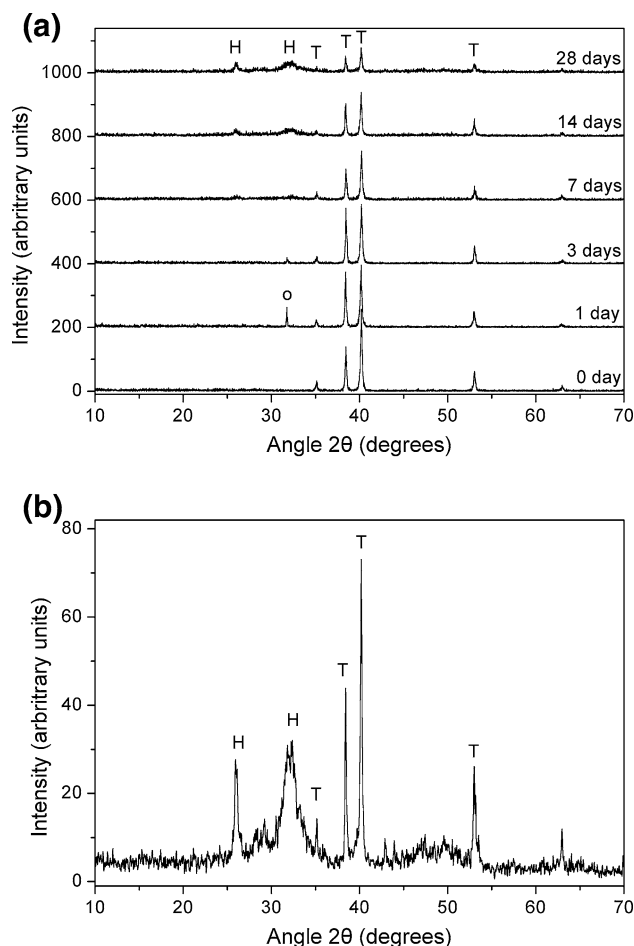 (a)
H H T T T T
28 days
14 days
7 days
3 days
o
1 day
0 day
1000
800
600
400
200
0
Intensity (arbritrary units)
10 20 30 40 50 60 70
Angle 2θ (degrees)
(b)
80
60
40
20
0
Intensity (arbritrary units)
T
T
H
H
T
T
10 20 30 40 50 60 70
Angle 2θ (degrees)